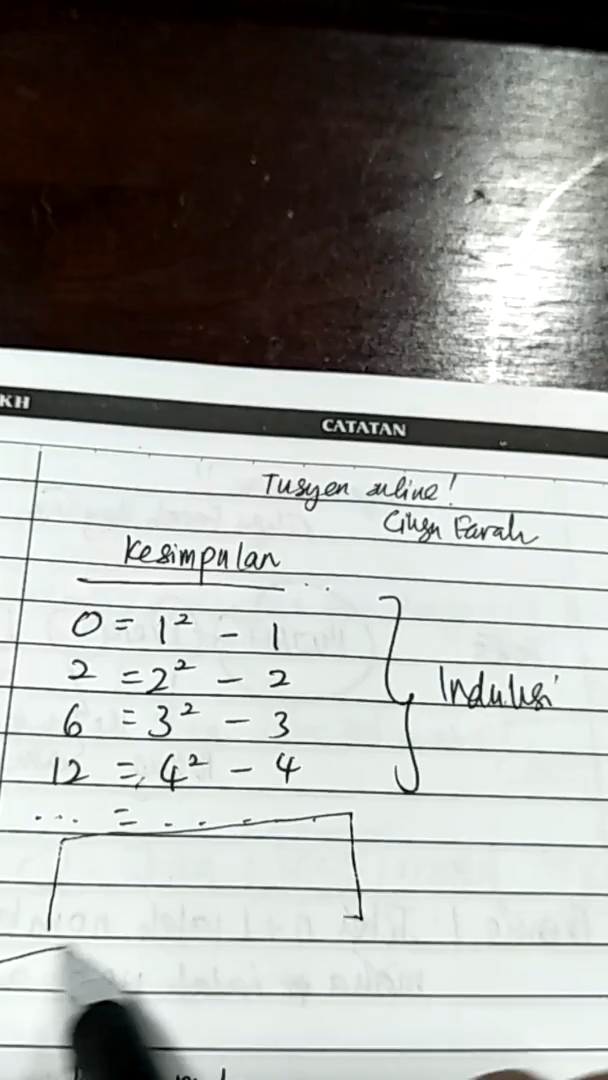 KH
CATATAN
Tusyen online!
Cikgu Farah
Kesimpulan
0 = 1² - 1
2 = 2² - 2
6 = 3² - 3
12 = 4² - 4
Induksi
... = .....